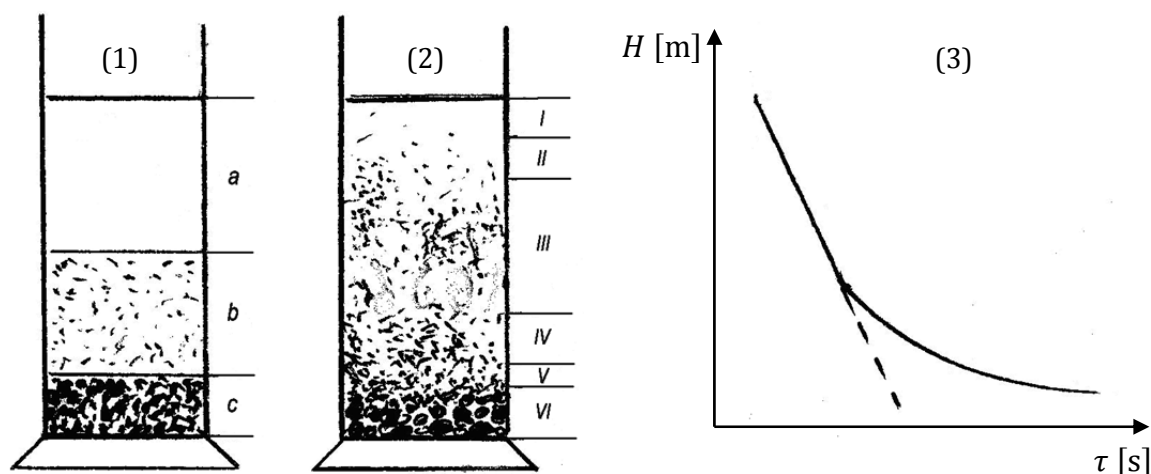 (1)
a
b
c
(2)
I
II
III
IV
V
VI
H [m]
(3)
τ [s]